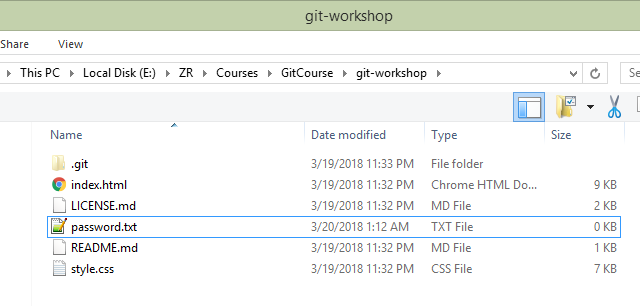 git-workshop
Share View
This PC Local Disk (E:) ZR Courses GitCourse git-workshop Se
Name Date modified Type Size
.git 3/19/2018 11:33 PM File folder
index.html 3/19/2018 11:32 PM Chrome HTML Do... 9 KB
LICENSE.md 3/19/2018 11:32 PM MD File 2 KB
password.txt 3/20/2018 1:12 AM TXT File 0 KB
README.md 3/19/2018 11:32 PM MD File 1 KB
style.css 3/19/2018 11:32 PM CSS File 7 KB